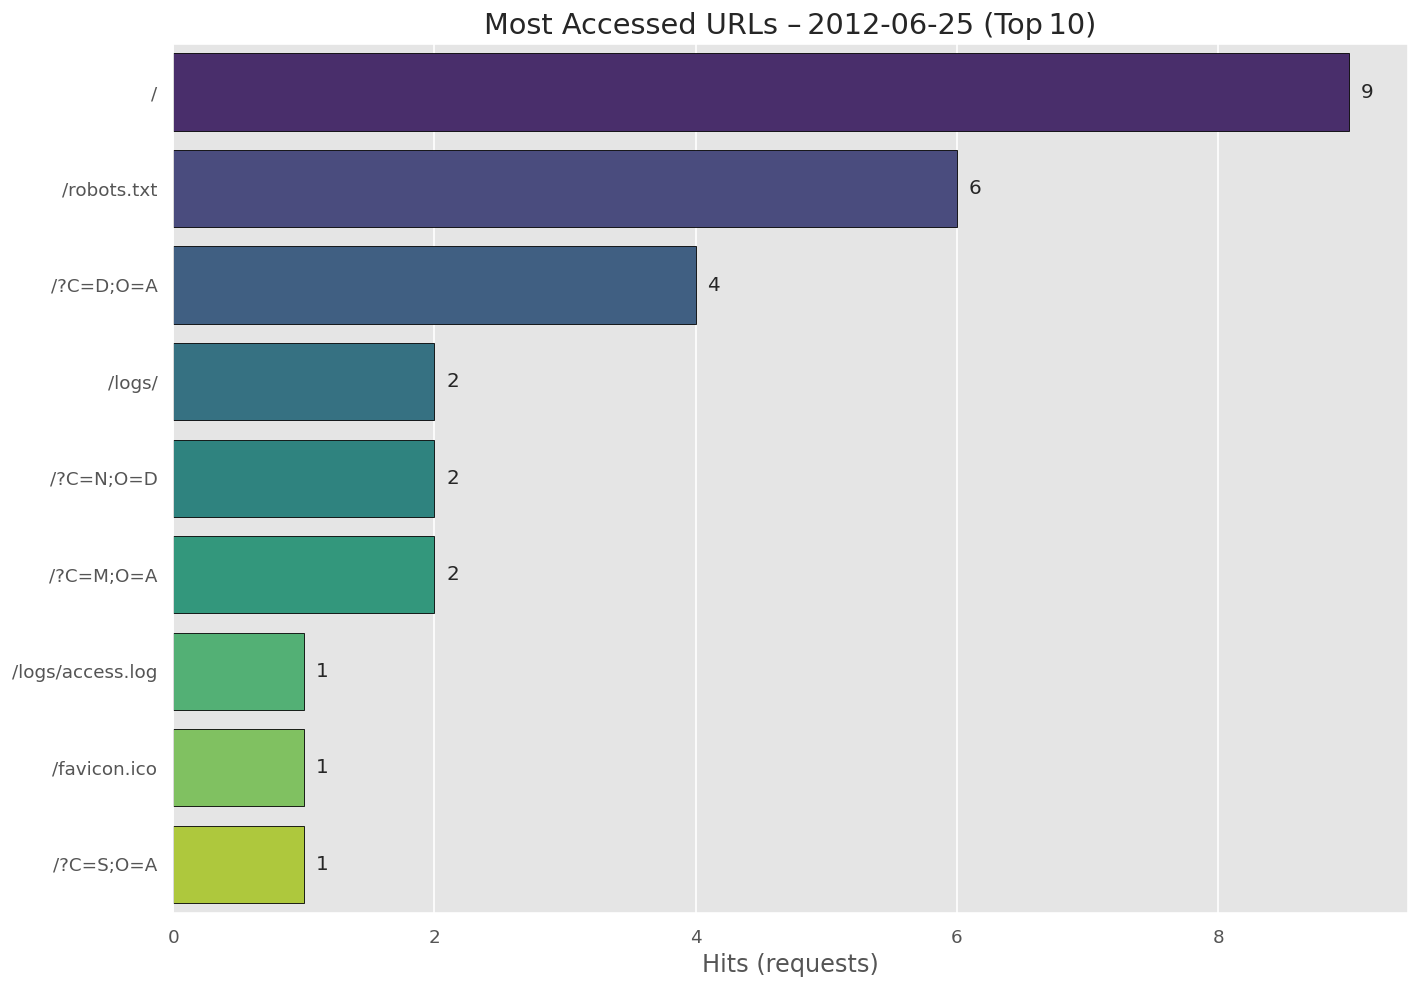 Most Accessed URLs – 2012-06-25 (Top 10)
/ 9
/robots.txt 6
/?C=D;O=A 4
/logs/ 2
/?C=N;O=D 2
/?C=M;O=A 2
/logs/access.log 1
/favicon.ico 1
/?C=S;O=A 1
0 2 4 6 8
Hits (requests)